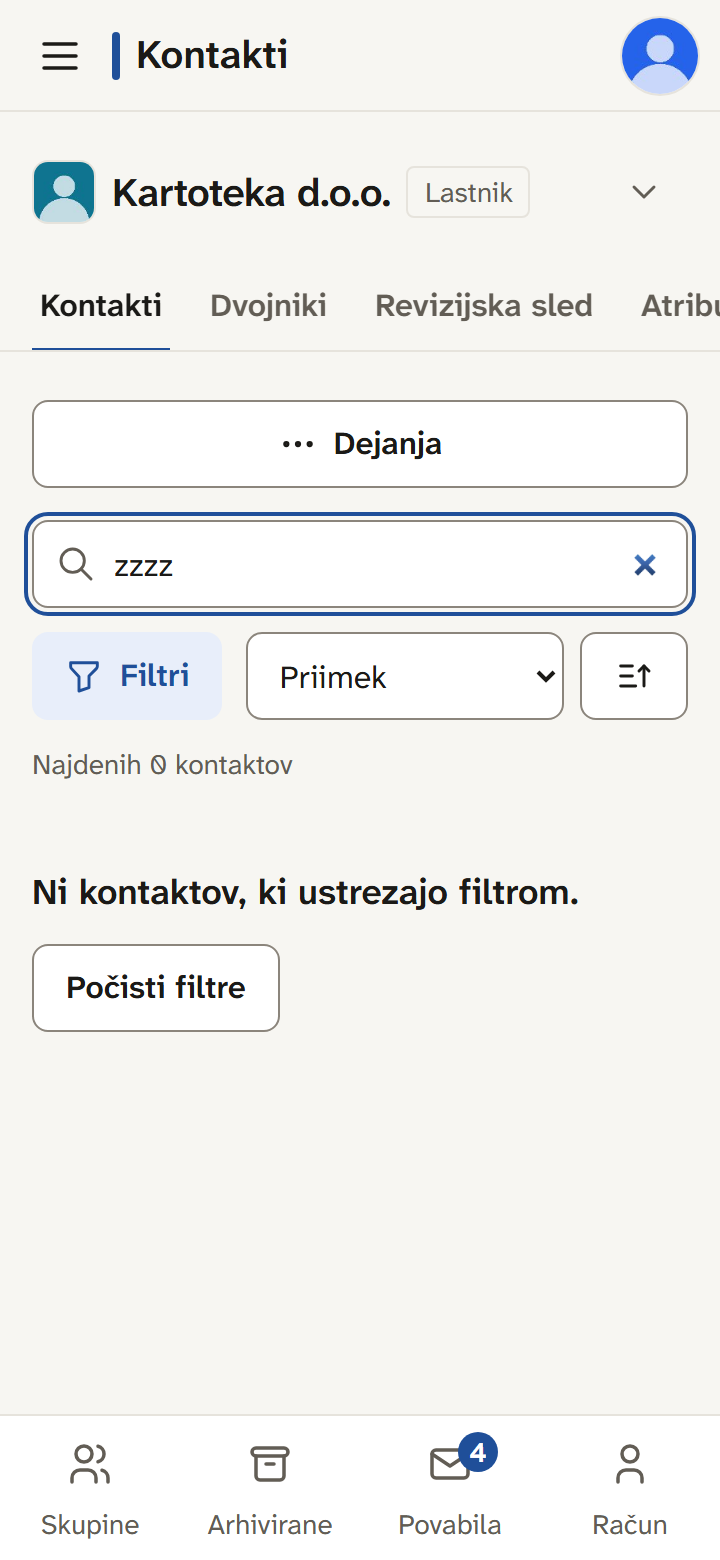 Kontakti
Kartoteka d.o.o. Lastnik
Kontakti Dvojniki Revizijska sled Atribu
Dejanja
zzzz
Filtri Priimek
Najdenih 0 kontaktov
Ni kontaktov, ki ustrezajo filtrom.
Počisti filtre
4
Skupine Arhivirane Povabila Račun